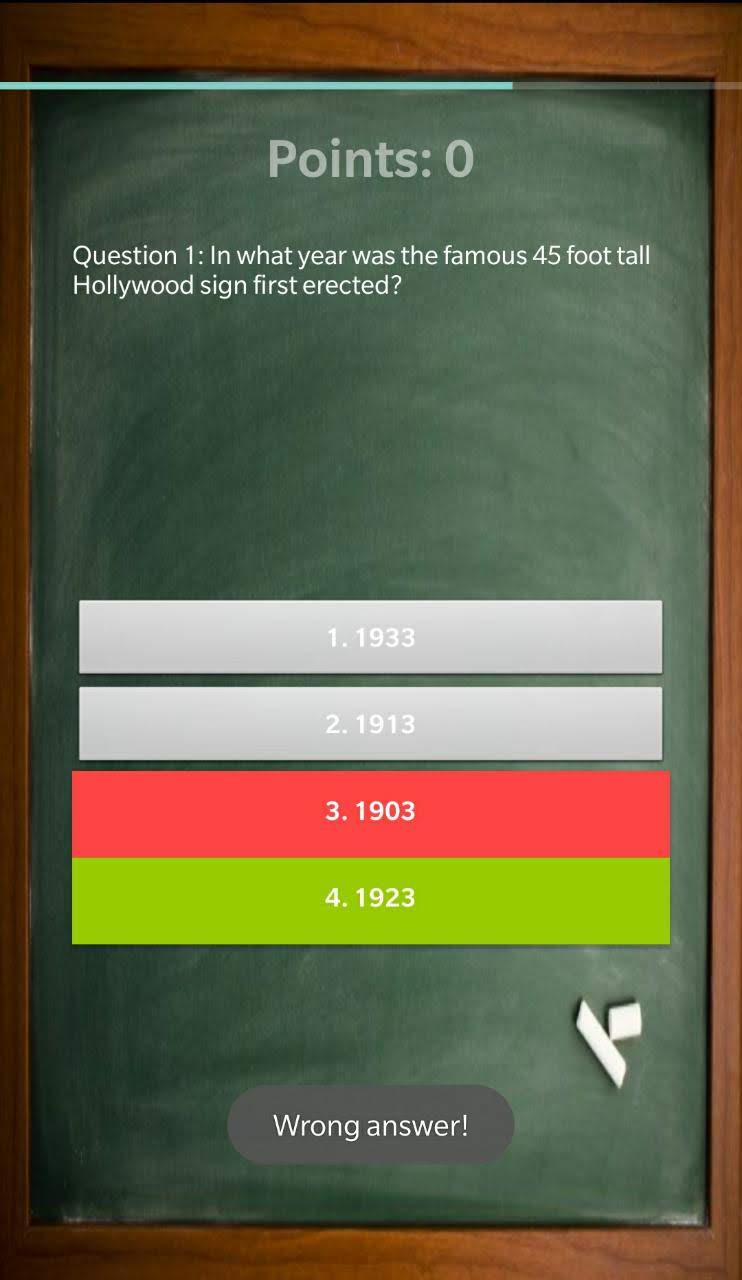 Points: 0
Question 1: In what year was the famous 45 foot tall
Hollywood sign first erected?
1. 1933
2. 1913
3. 1903
4. 1923
Wrong answer!